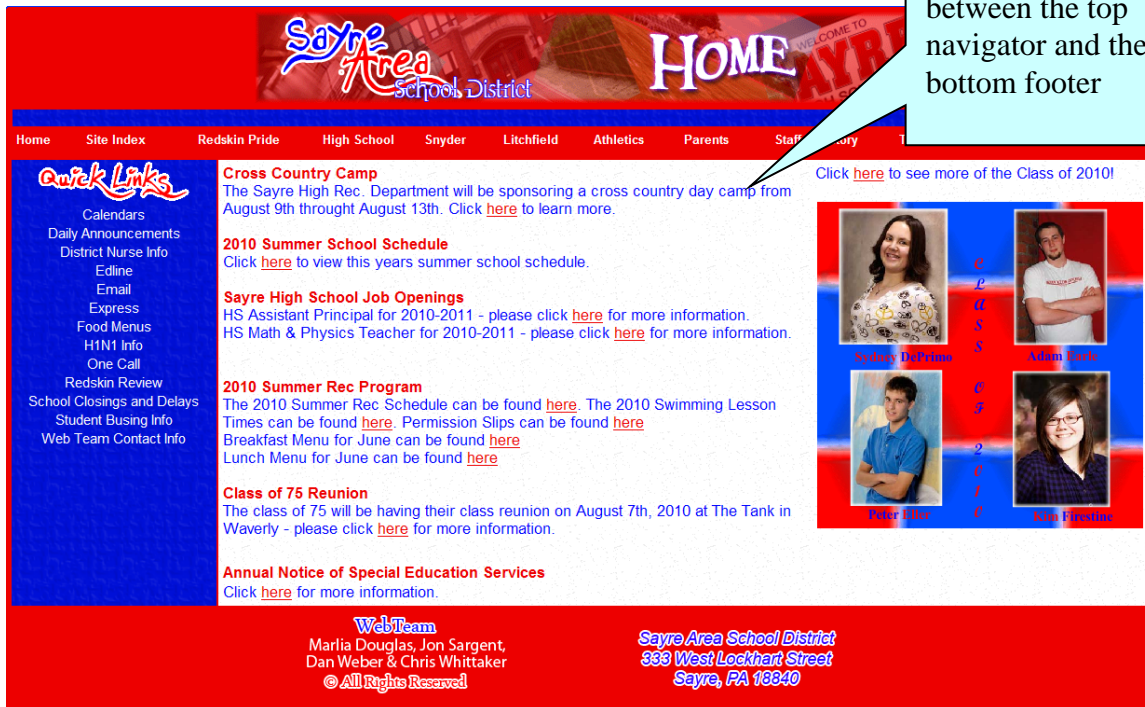 between the top
navigator and the
bottom footer
Sayre
Area
School District
HOME
WELCOME TO
Home Site Index Redskin Pride High School Snyder Litchfield Athletics Parents
Quick Links
Calendars
Daily Announcements
District Nurse Info
Edline
Email
Express
Food Menus
H1N1 Info
One Call
Redskin Review
School Closings and Delays
Student Busing Info
Web Team Contact Info
Cross Country Camp
The Sayre High Rec. Department will be sponsoring a cross country day camp from
August 9th throught August 13th. Click here to learn more.
2010 Summer School Schedule
Click here to view this years summer school schedule.
Sayre High School Job Openings
HS Assistant Principal for 2010-2011 - please click here for more information.
HS Math & Physics Teacher for 2010-2011 - please click here for more information.
2010 Summer Rec Program
The 2010 Summer Rec Schedule can be found here. The 2010 Swimming Lesson
Times can be found here. Permission Slips can be found here
Breakfast Menu for June can be found here
Lunch Menu for June can be found here
Class of 75 Reunion
The class of 75 will be having their class reunion on August 7th, 2010 at The Tank in
Waverly - please click here for more information.
Annual Notice of Special Education Services
Click here for more information.
Click here to see more of the Class of 2010!
Sydney DePrimo
Adam
Class
Of
Peter
Kim Firestine
WebTeam
Marlia Douglas, Jon Sargent,
Dan Weber & Chris Whittaker
© All Rights Reserved
Sayre Area School District
333 West Lockhart Street
Sayre, PA 18840